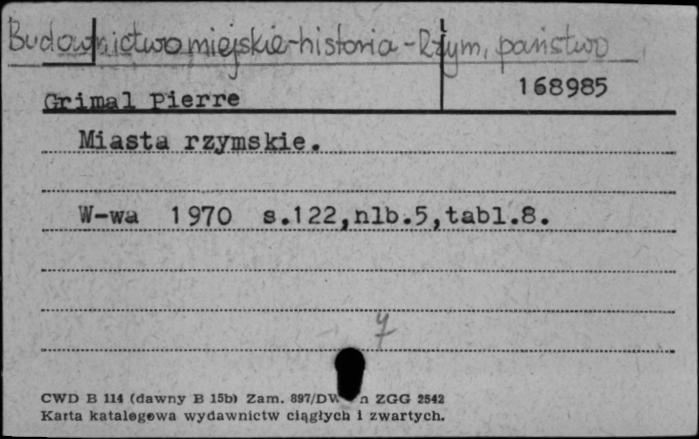 Budownictwo miejskie-historia-Rzym, państwo
168985
Grimal Pierre
Miasta rzymskie.
W-wa 1970 s.122,nlb.5,tabl.8.
CWD B 114 (dawny B 15b) Zam. 897/DW n ZGG 2542
Karta katalogowa wydawnictw ciągłych i zwartych.